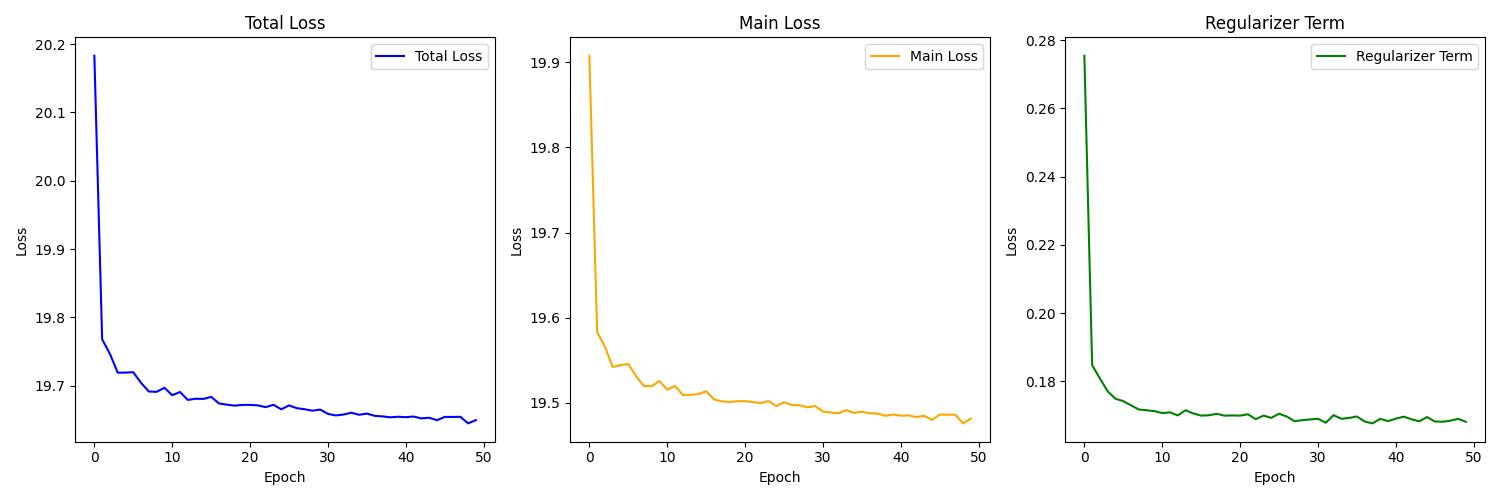 Total Loss
Total Loss
20.2
20.1
20.0
19.9
19.8
19.7
Loss
0 10 20 30 40 50
Epoch
Main Loss
Main Loss
19.9
19.8
19.7
19.6
19.5
Loss
0 10 20 30 40 50
Epoch
Regularizer Term
Regularizer Term
0.28
0.26
0.24
0.22
0.20
0.18
Loss
0 10 20 30 40 50
Epoch